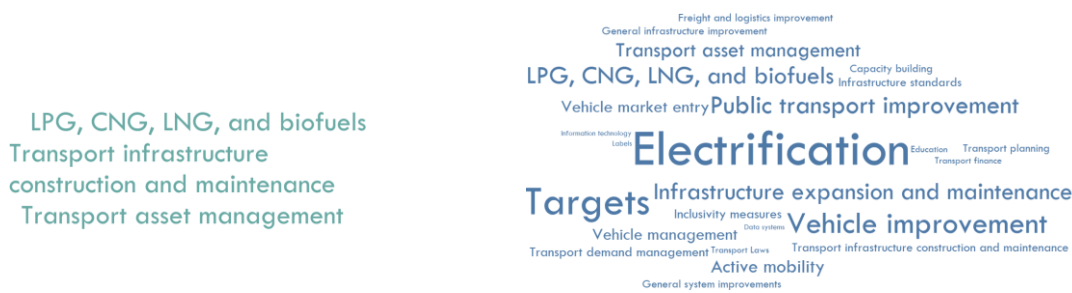 LPG, CNG, LNG, and biofuels
Transport infrastructure
construction and maintenance
Transport asset management
Freight and logistics improvement
General infrastructure improvement
Transport asset management
LPG, CNG, LNG, and biofuels
Capacity building
Infrastructure standards
Vehicle market entry
Public transport improvement
Information technology
Labels
Electrification
Education
Transport planning
Transport finance
Targets
Infrastructure expansion and maintenance
Inclusivity measures
Data systems
Vehicle improvement
Vehicle management
Transport demand management
Transport Laws
Transport infrastructure construction and maintenance
Active mobility
General system improvements